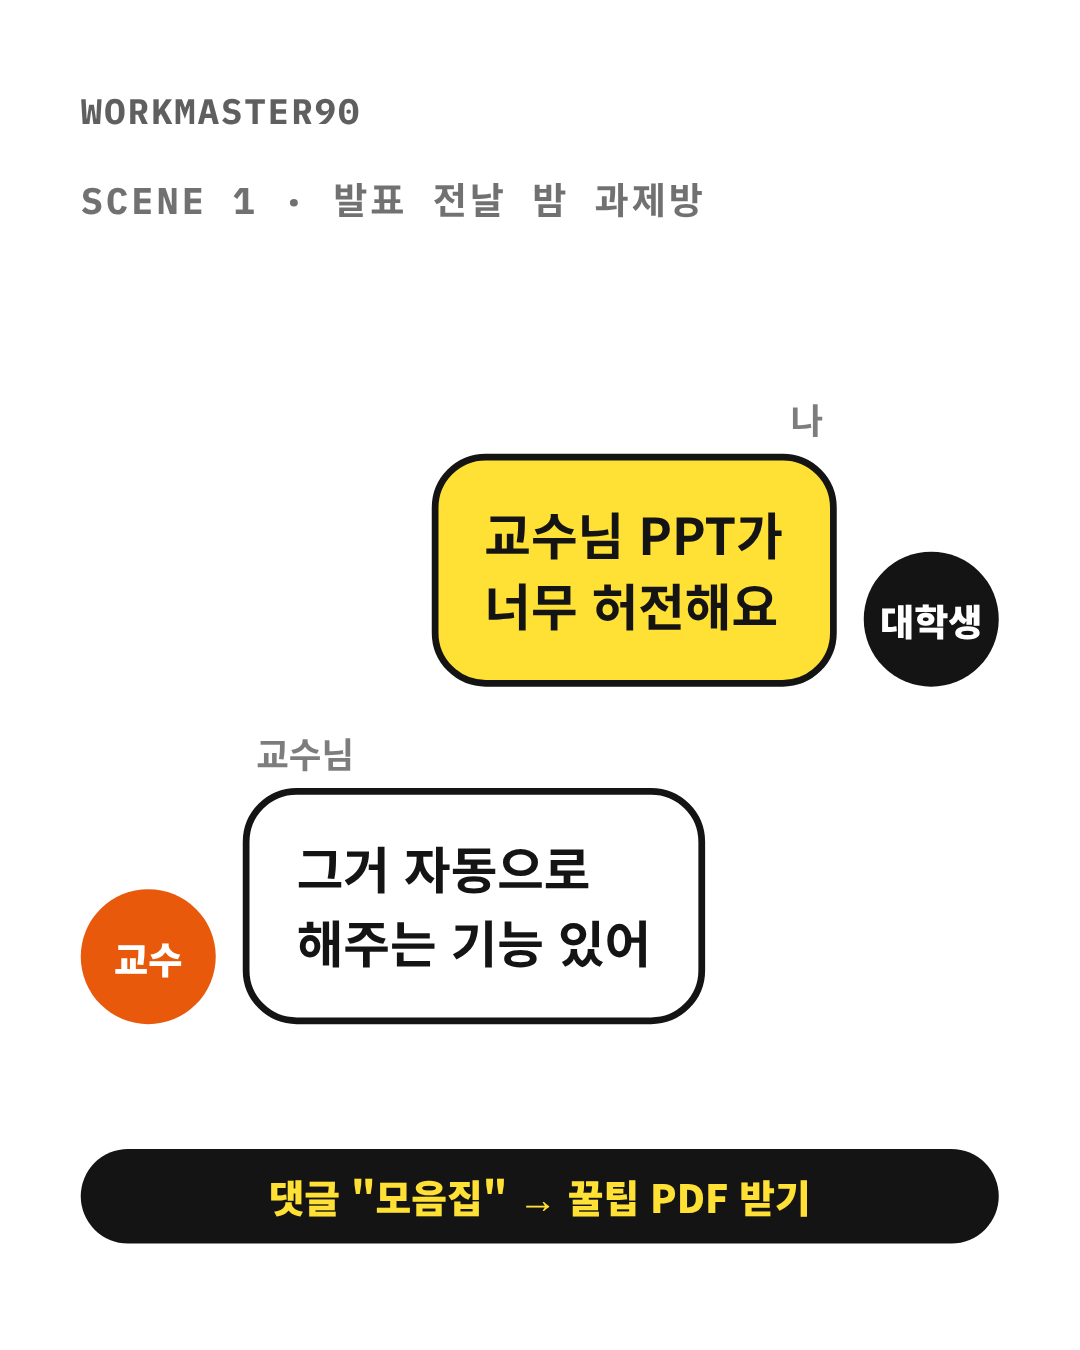 WORKMASTER90
SCENE 1 · 발표 전날 밤 과제방
나
교수님 PPT가
너무 허전해요
대학생
교수님
그거 자동으로
해주는 기능 있어
교수
댓글 "모음집" → 꿀팁 PDF 받기